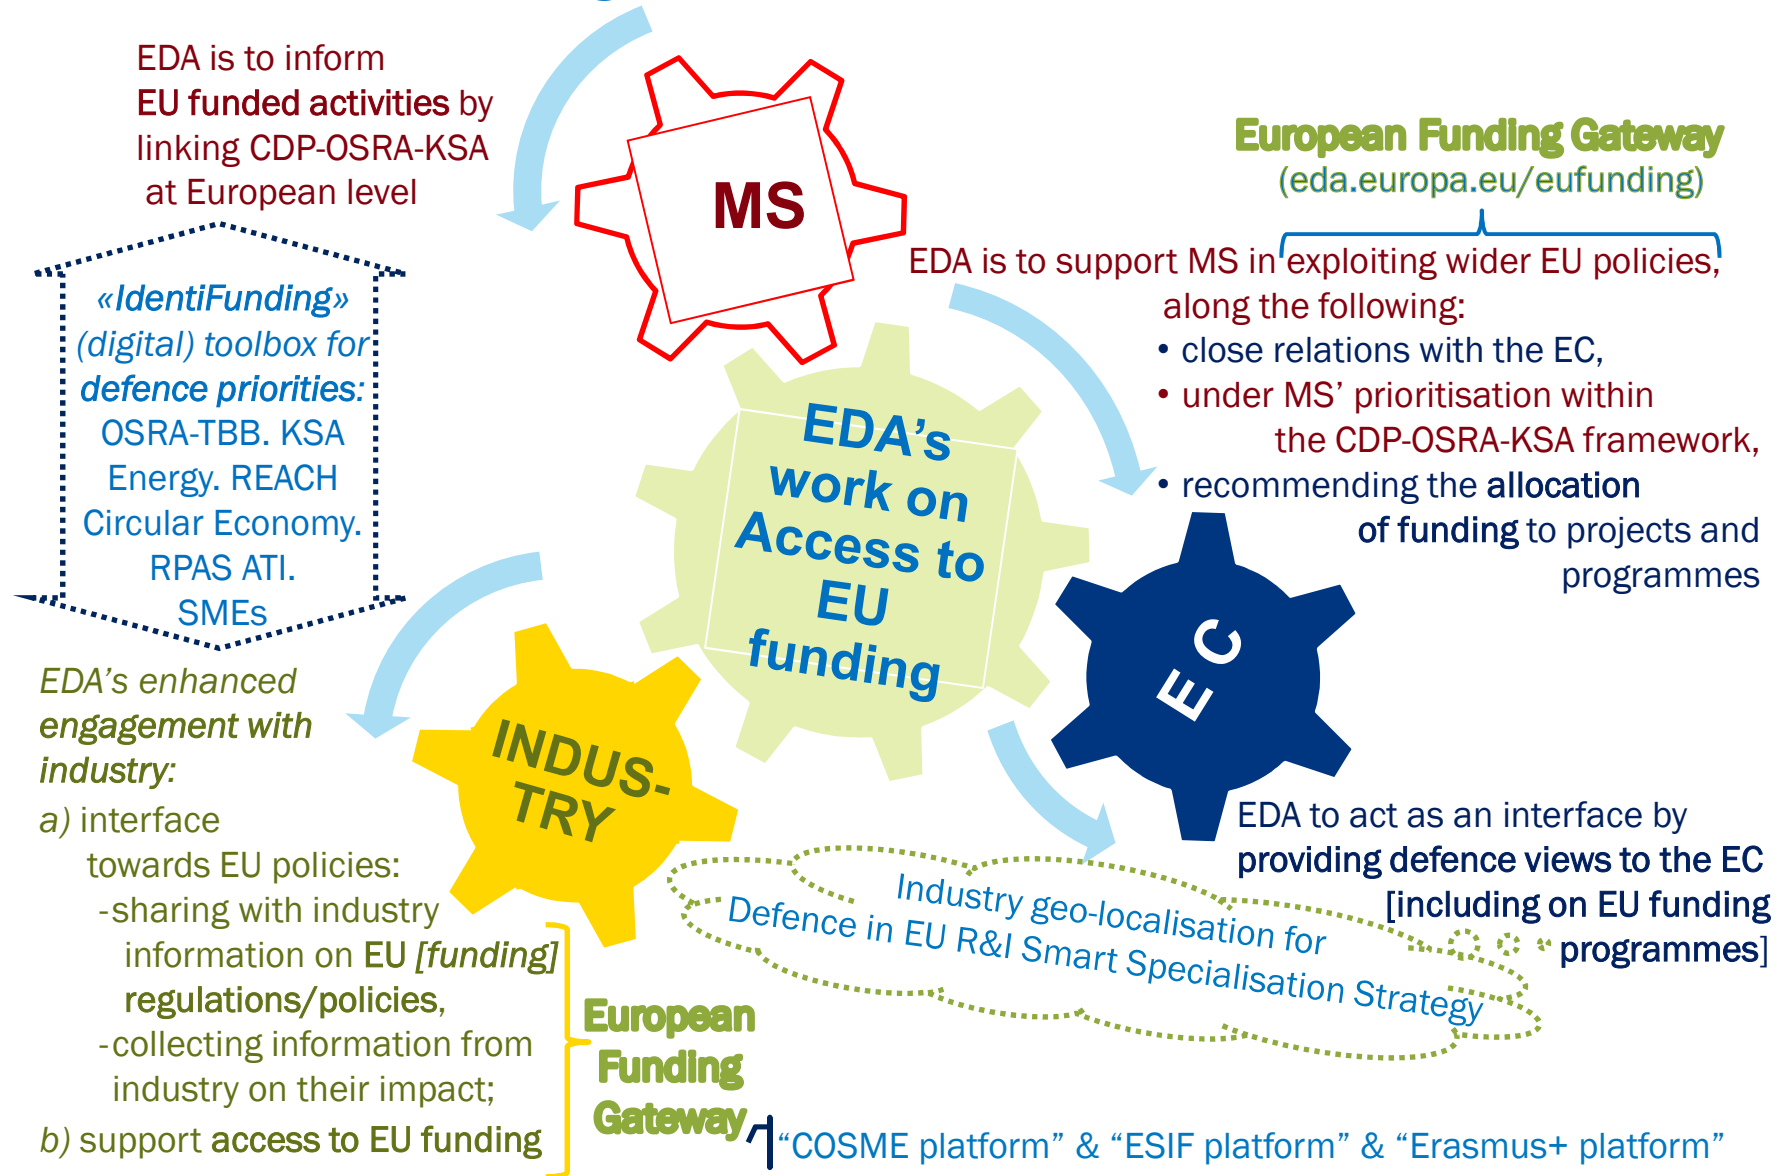 EDA is to inform
EU funded activities by
linking CDP-OSRA-KSA
at European level
MS
European Funding Gateway
(eda.europa.eu/eufunding)
EDA is to support MS in exploiting wider EU policies,
along the following:
• close relations with the EC,
• under MS’ prioritisation within
the CDP-OSRA-KSA framework,
• recommending the allocation
of funding to projects and
programmes
«IdentiFunding»
(digital) toolbox for
defence priorities:
OSRA-TBB. KSA
Energy. REACH
Circular Economy.
RPAS ATI.
SMEs
EDA’s
work on
Access to
EU
funding
EC
INDUS-
TRY
EDA’s enhanced
engagement with
industry:
a) interface
towards EU policies:
-sharing with industry
information on EU [funding]
regulations/policies,
-collecting information from
industry on their impact;
b) support access to EU funding
European
Funding
Gateway
EDA to act as an interface by
providing defence views to the EC
[including on EU funding
programmes]
Industry geo-localisation for
Defence in EU R&I Smart Specialisation Strategy
“COSME platform” & “ESIF platform” & “Erasmus+ platform”